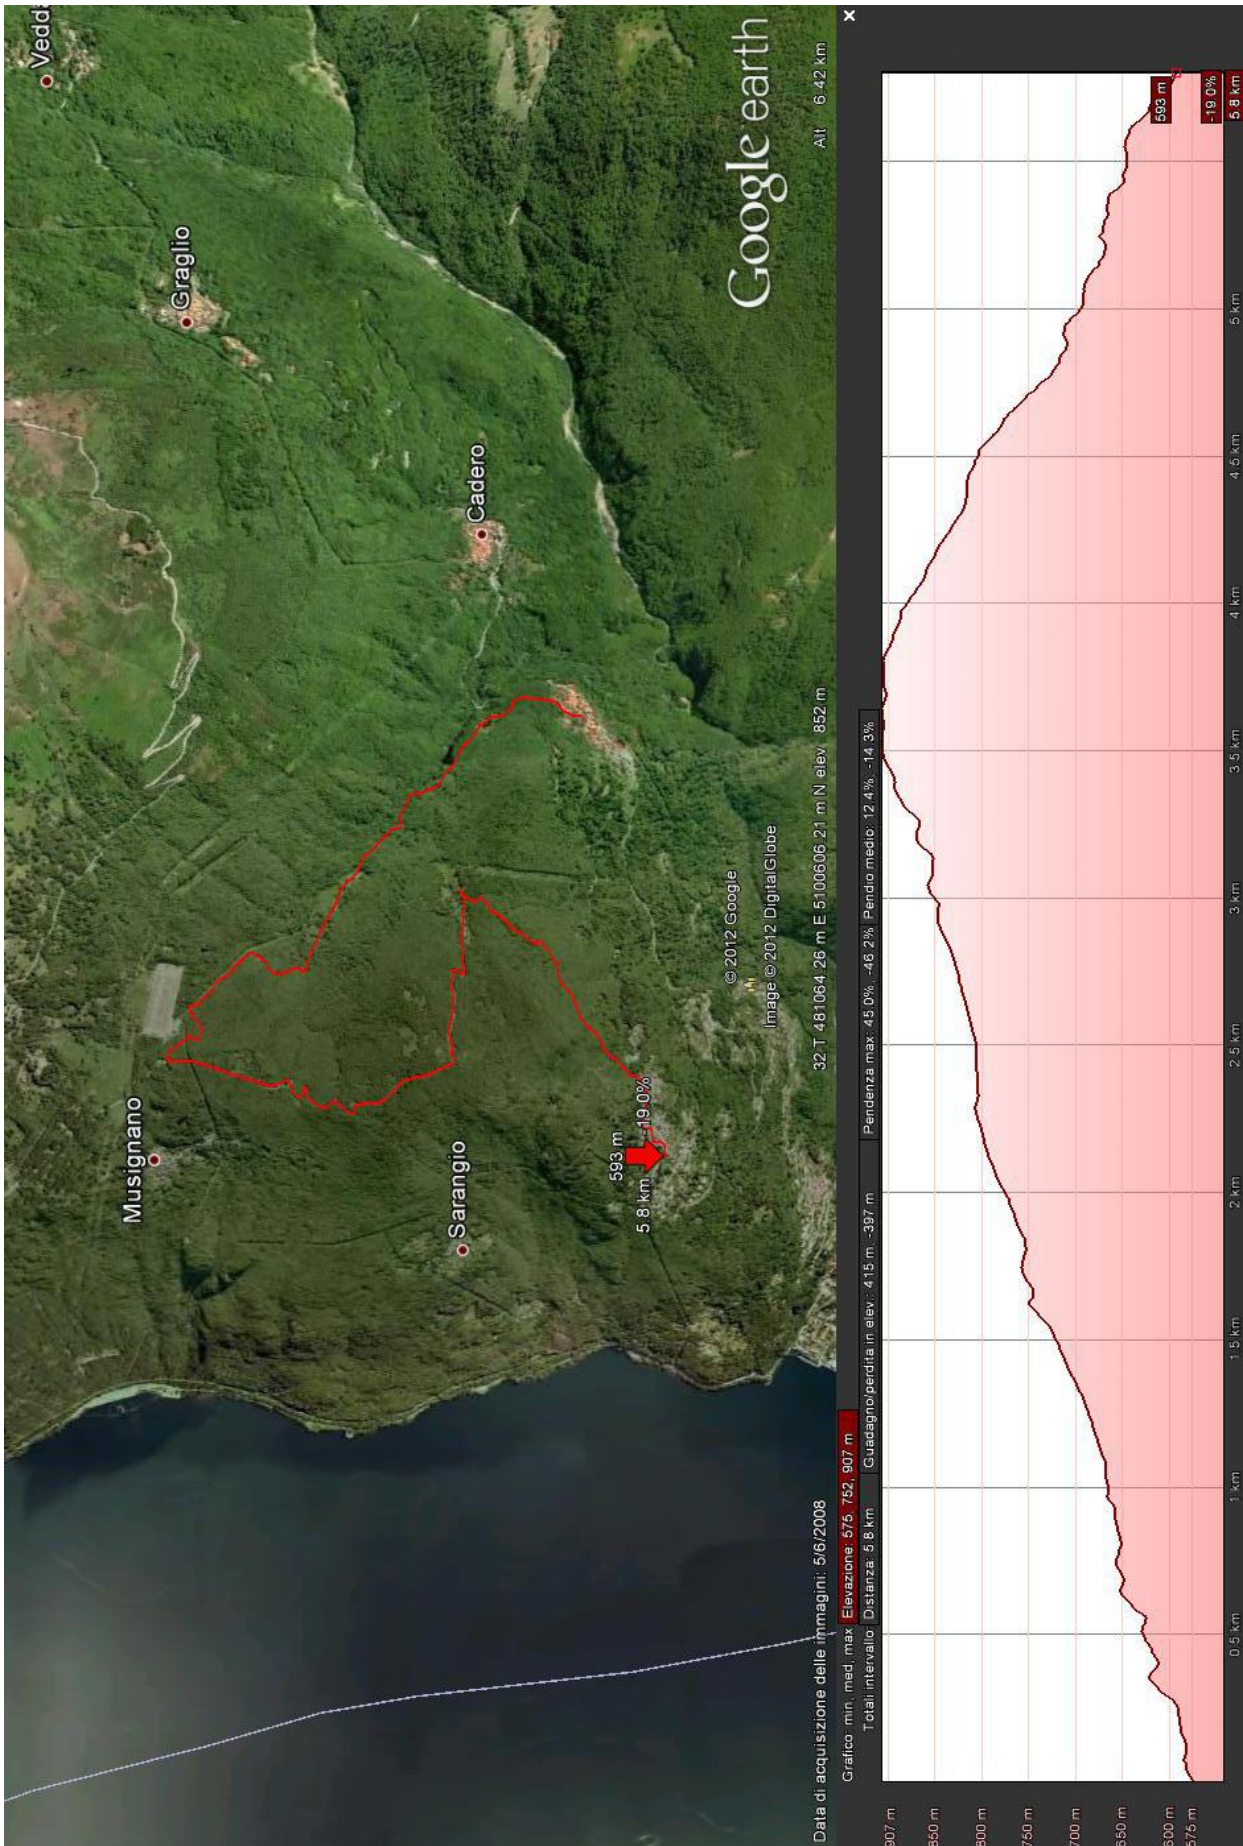 Vedda
Graglio
Cadero
Musignano
Sarangio
593 m
5.8 km
-19.0%
© 2012 Google
Image © 2012 DigitalGlobe
Google earth
Data di acquisizione delle immagini: 5/6/2008
32 T 481064.26 m E 5100606.21 m N elev 852 m
Alt 6.42 km
Grafico: min, med, max Elevazione: 575, 752, 907 m
Totali intervallo: Distanza: 5.8 km Guadagno/perdita in elev.: 415 m, -397 m Pendenza max: 45.0%, -46.2% Pendio medio: 12.4%, -14.3%
907 m
850 m
800 m
750 m
700 m
650 m
600 m
575 m
593 m
-19.0%
5.8 km
0.5 km
1 km
1.5 km
2 km
2.5 km
3 km
3.5 km
4 km
4.5 km
5 km